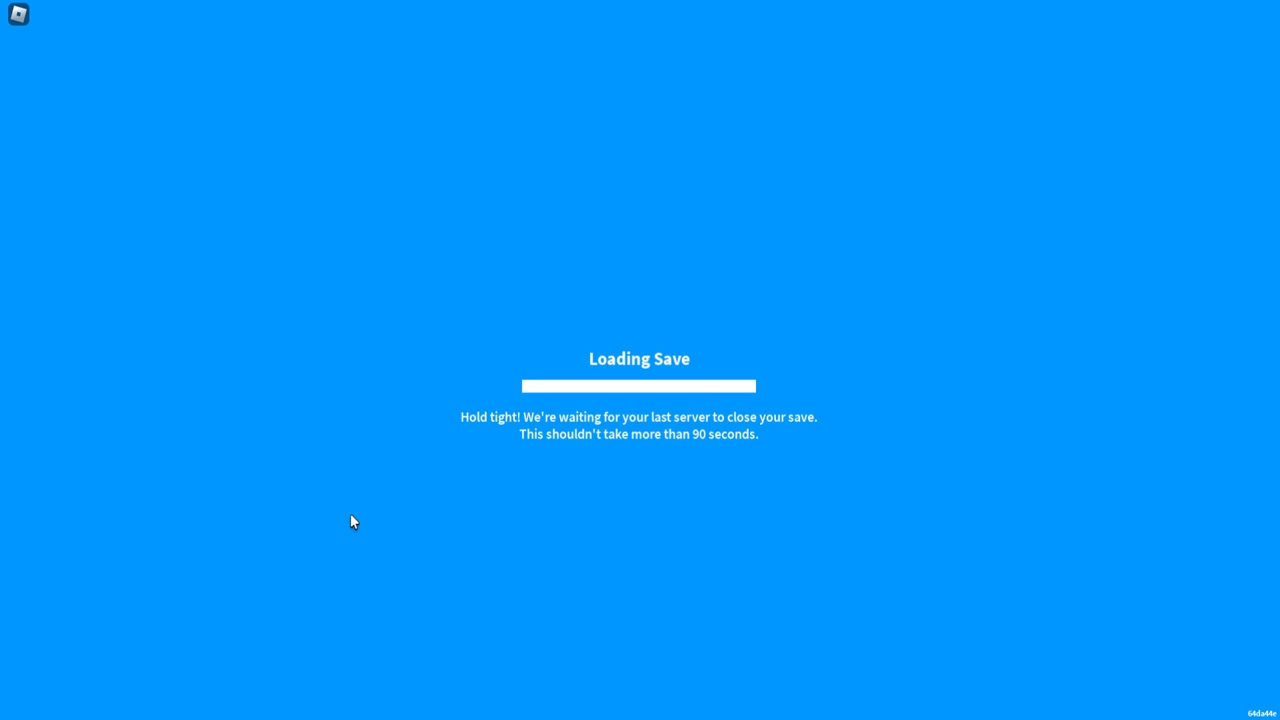 Loading Save
Hold tight! We're waiting for your last server to close your save.
This shouldn't take more than 90 seconds.
64da44e